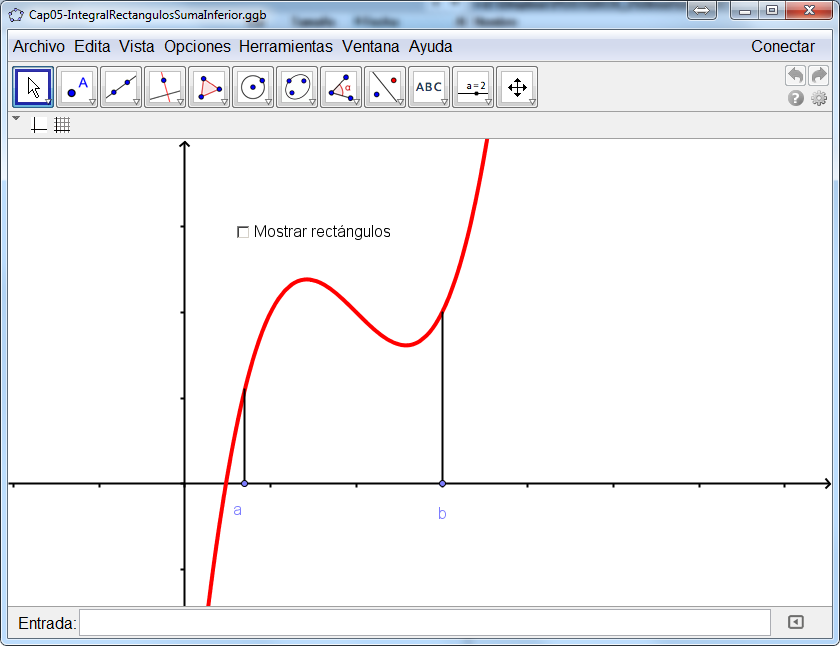 Cap05-IntegralRectangulosSumaInferior.ggb
Archivo Edita Vista Opciones Herramientas Ventana Ayuda Conectar
A α ABC a=2
?
Mostrar rectángulos
a
b
Entrada: